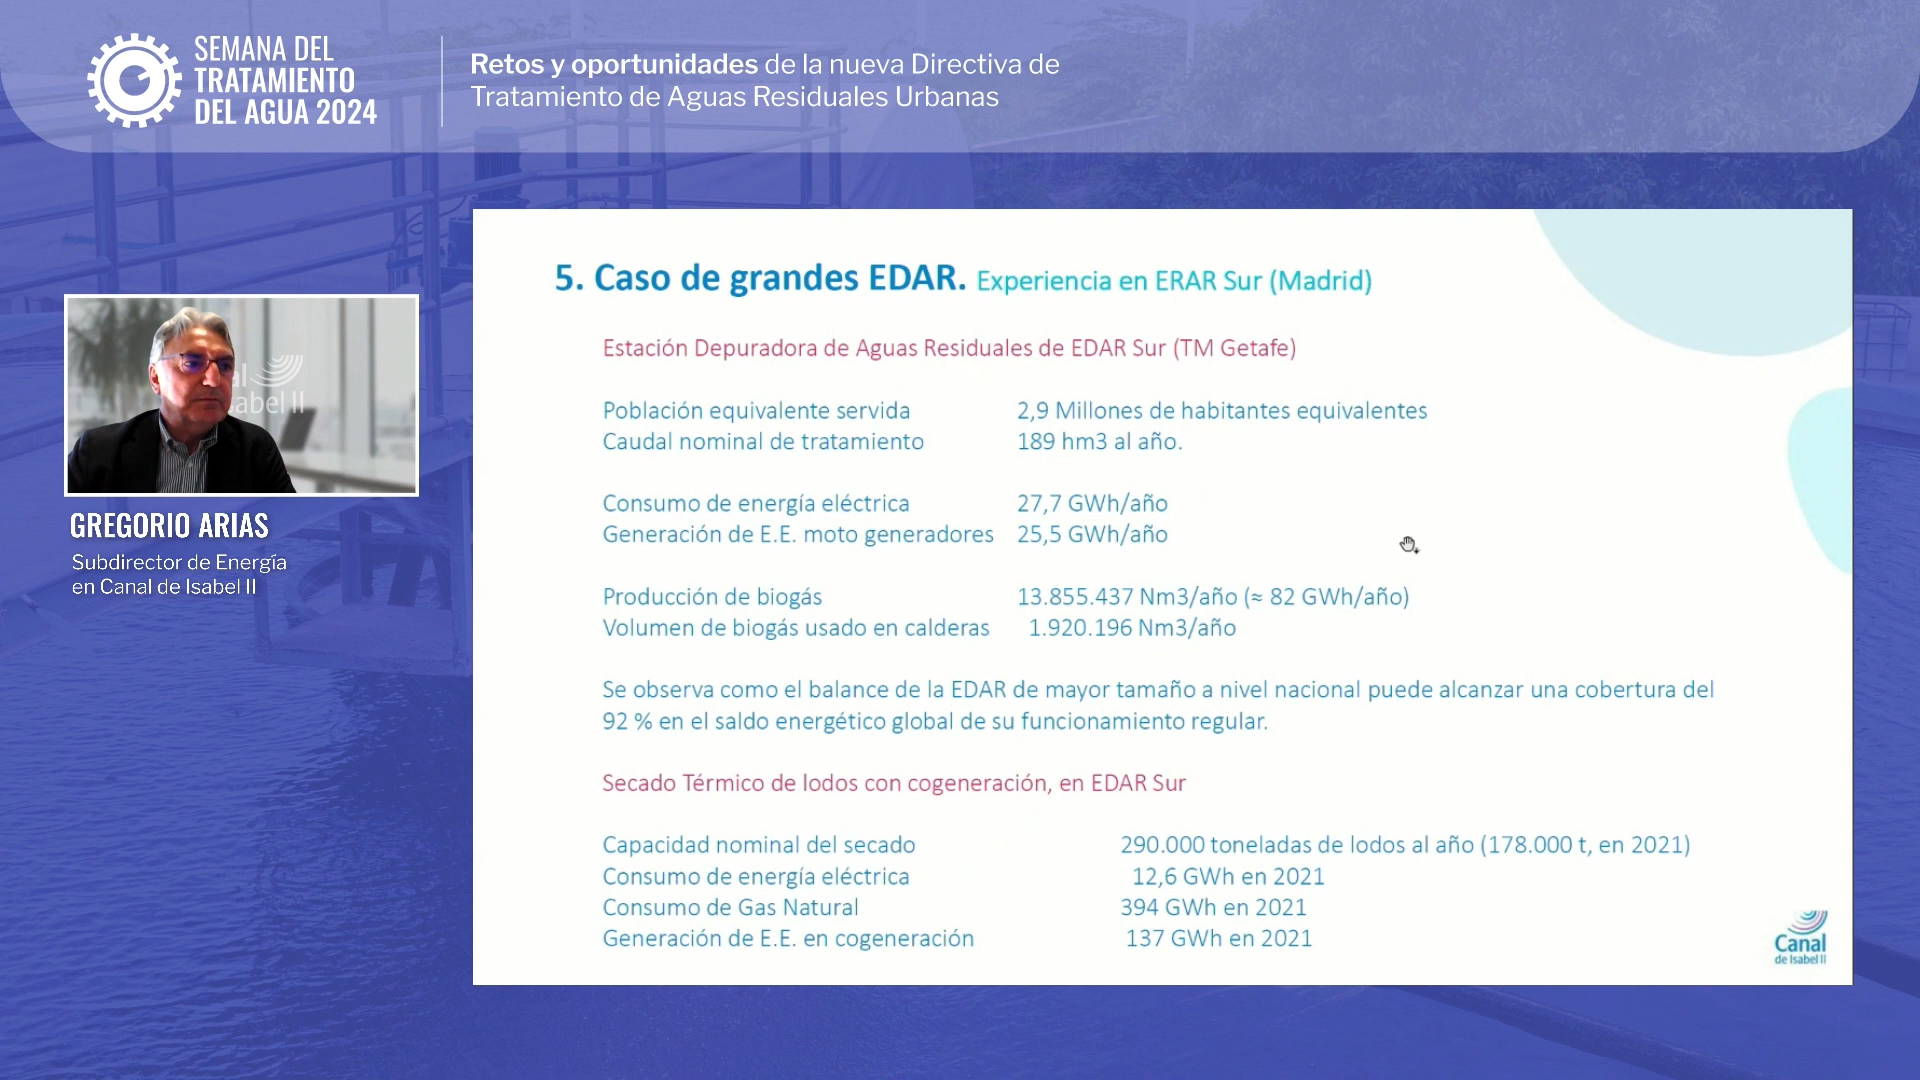 SEMANA DEL
TRATAMIENTO
DEL AGUA 2024
Retos y oportunidades de la nueva Directiva de
Tratamiento de Aguas Residuales Urbanas
GREGORIO ARIAS
Subdirector de Energía
en Canal de Isabel II
5. Caso de grandes EDAR. Experiencia en ERAR Sur (Madrid)
Estación Depuradora de Aguas Residuales de EDAR Sur (TM Getafe)
Población equivalente servida 2,9 Millones de habitantes equivalentes
Caudal nominal de tratamiento 189 hm3 al año.
Consumo de energía eléctrica 27,7 GWh/año
Generación de E.E. moto generadores 25,5 GWh/año
Producción de biogás 13.855.437 Nm3/año (≈ 82 GWh/año)
Volumen de biogás usado en calderas 1.920.196 Nm3/año
Se observa como el balance de la EDAR de mayor tamaño a nivel nacional puede alcanzar una cobertura del
92 % en el saldo energético global de su funcionamiento regular.
Secado Térmico de lodos con cogeneración, en EDAR Sur
Capacidad nominal del secado 290.000 toneladas de lodos al año (178.000 t, en 2021)
Consumo de energía eléctrica 12,6 GWh en 2021
Consumo de Gas Natural 394 GWh en 2021
Generación de E.E. en cogeneración 137 GWh en 2021
Canal
de Isabel II